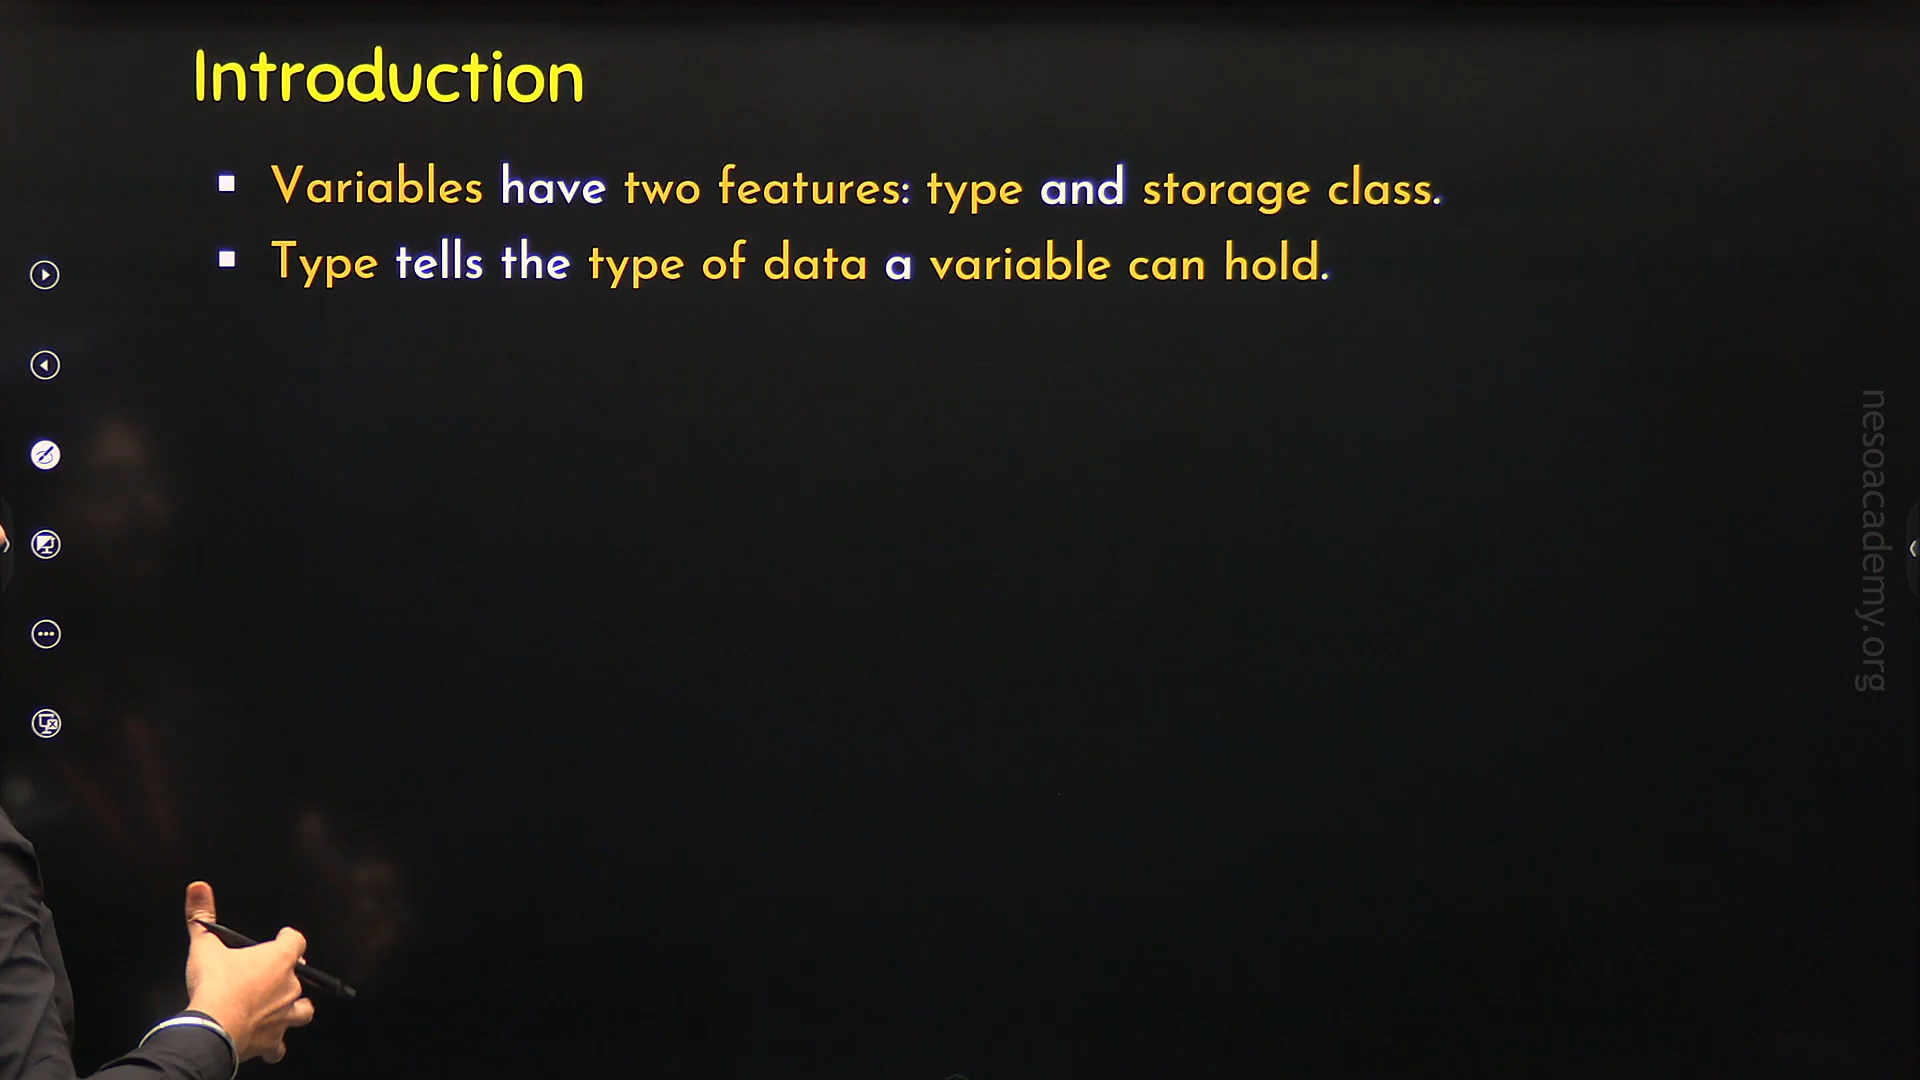 Introduction
Variables have two features: type and storage class.
Type tells the type of data a variable can hold.
nesoacademy.org